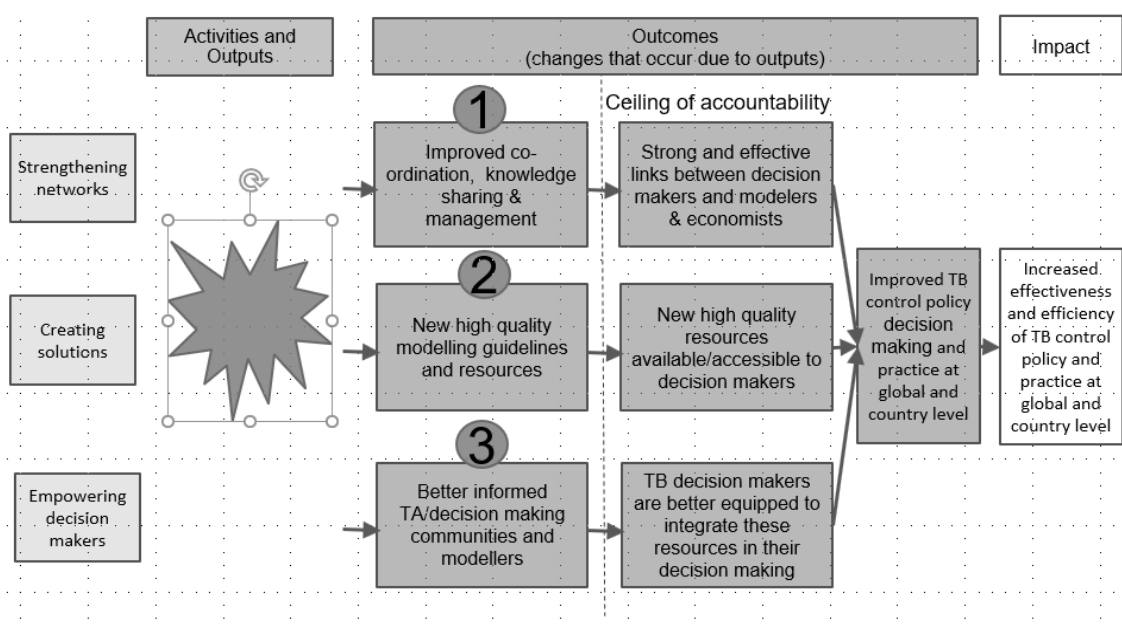 Activities and
Outputs
Outcomes
(changes that occur due to outputs)
Impact
Ceiling of accountability
Strengthening
networks
1
Improved co-
ordination, knowledge
sharing &
management
Strong and effective
links between decision
makers and modelers
& economists
Creating
solutions
2
New high quality
modelling guidelines
and resources
New high quality
resources
available/accessible to
decision makers
Improved TB
control policy
decision
making and
practice at
global and
country level
Increased
effectiveness
and efficiency
of TB control
policy and
practice at
global and
country level
Empowering
decision
makers
3
Better informed
TA/decision making
communities and
modellers
TB decision makers
are better equipped to
integrate these
resources in their
decision making